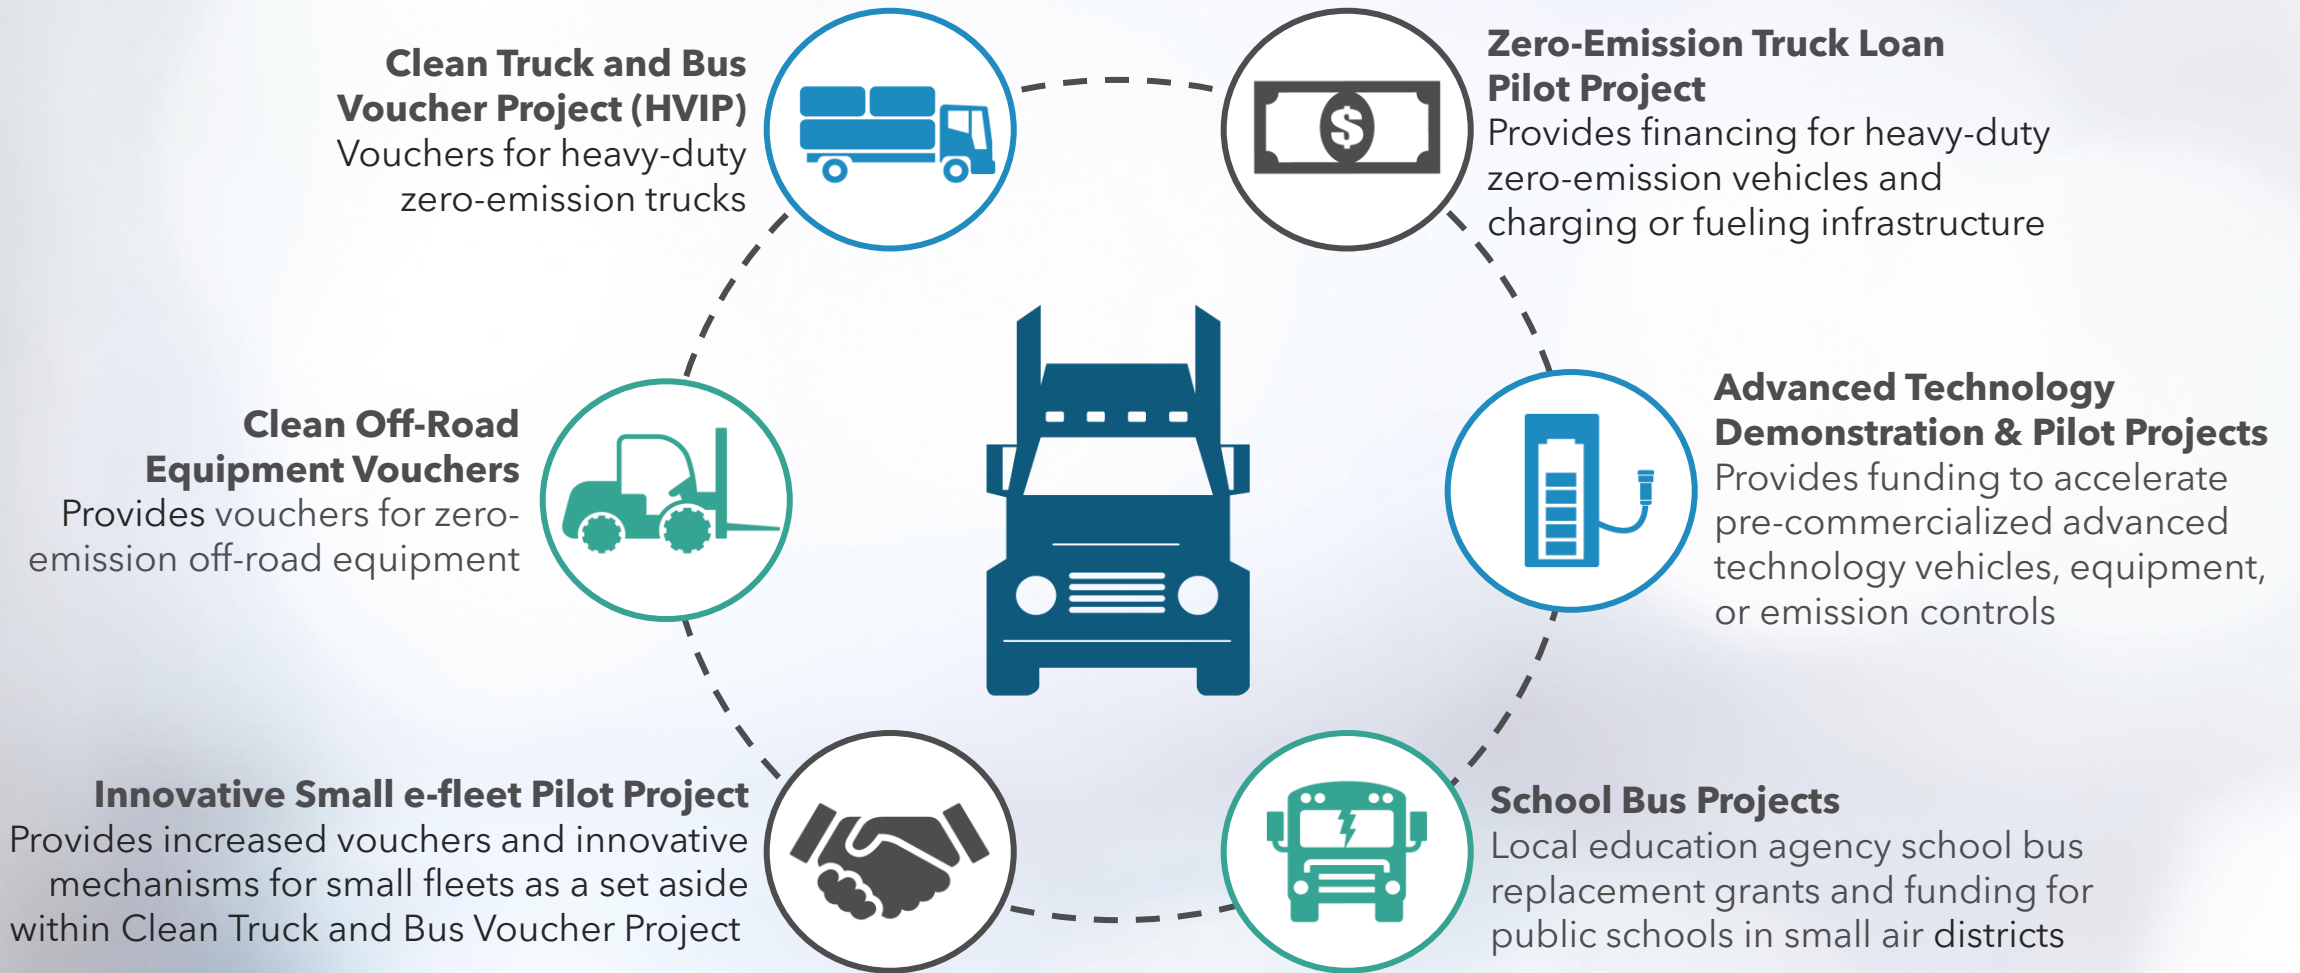 Clean Truck and Bus
Voucher Project (HVIP)
Vouchers for heavy-duty
zero-emission trucks
Zero-Emission Truck Loan
Pilot Project
Provides financing for heavy-duty
zero-emission vehicles and
charging or fueling infrastructure
$
Clean Off-Road
Equipment Vouchers
Provides vouchers for zero-
emission off-road equipment
Advanced Technology
Demonstration & Pilot Projects
Provides funding to accelerate
pre-commercialized advanced
technology vehicles, equipment,
or emission controls
Innovative Small e-fleet Pilot Project
Provides increased vouchers and innovative
mechanisms for small fleets as a set aside
within Clean Truck and Bus Voucher Project
School Bus Projects
Local education agency school bus
replacement grants and funding for
public schools in small air districts